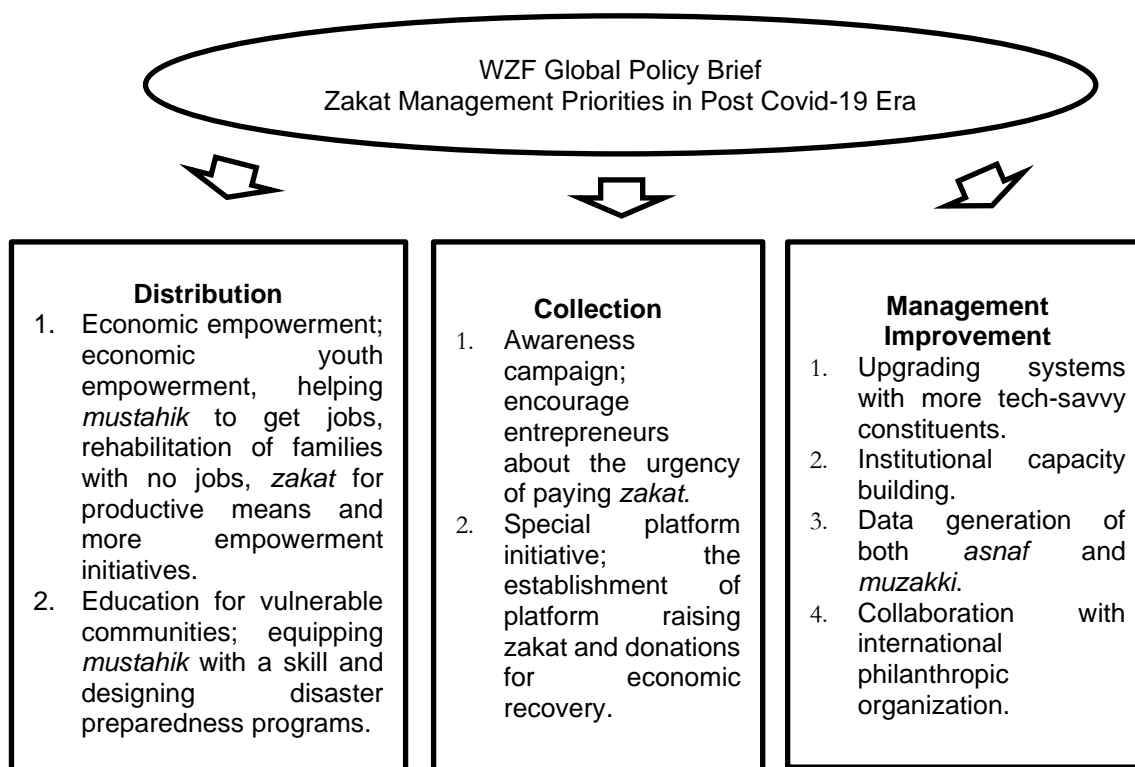 WZF Global Policy Brief
Zakat Management Priorities in Post Covid-19 Era
Distribution
1. Economic empowerment;
economic youth
empowerment, helping
mustahik to get jobs,
rehabilitation of families
with no jobs, zakat for
productive means and
more empowerment
initiatives.
2. Education for vulnerable
communities; equipping
mustahik with a skill and
designing disaster
preparedness programs.
Collection
1. Awareness
campaign;
encourage
entrepreneurs
about the urgency
of paying zakat.
2. Special platform
initiative; the
establishment of
platform raising
zakat and donations
for economic
recovery.
Management
Improvement
1. Upgrading systems
with more tech-savvy
constituents.
2. Institutional capacity
building.
3. Data generation of
both asnaf and
muzakki.
4. Collaboration with
international
philanthropic
organization.